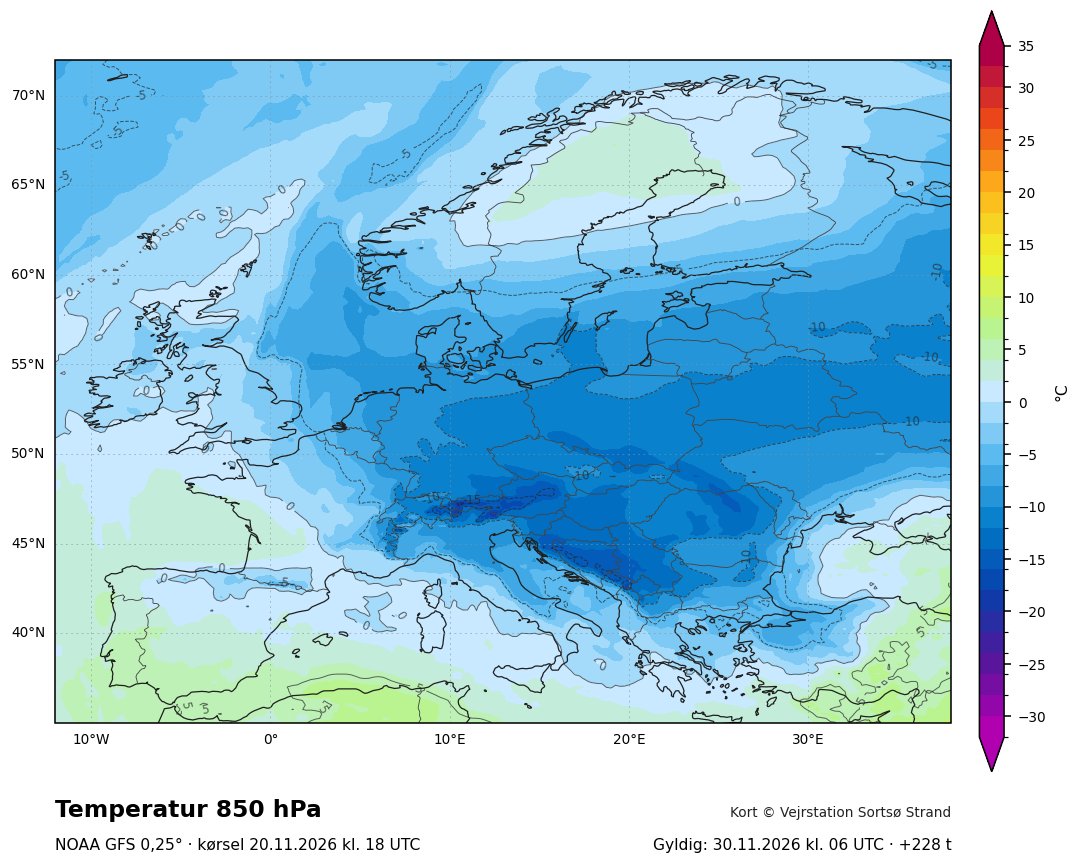 35
30
25
20
15
10
5
0
−5
−10
−15
−20
−25
−30
°C
70°N
65°N
60°N
55°N
50°N
45°N
40°N
10°W 0° 10°E 20°E 30°E
Temperatur 850 hPa
Kort © Vejrstation Sortsø Strand
NOAA GFS 0,25° · kørsel 20.11.2026 kl. 18 UTC
Gyldig: 30.11.2026 kl. 06 UTC · +228 t